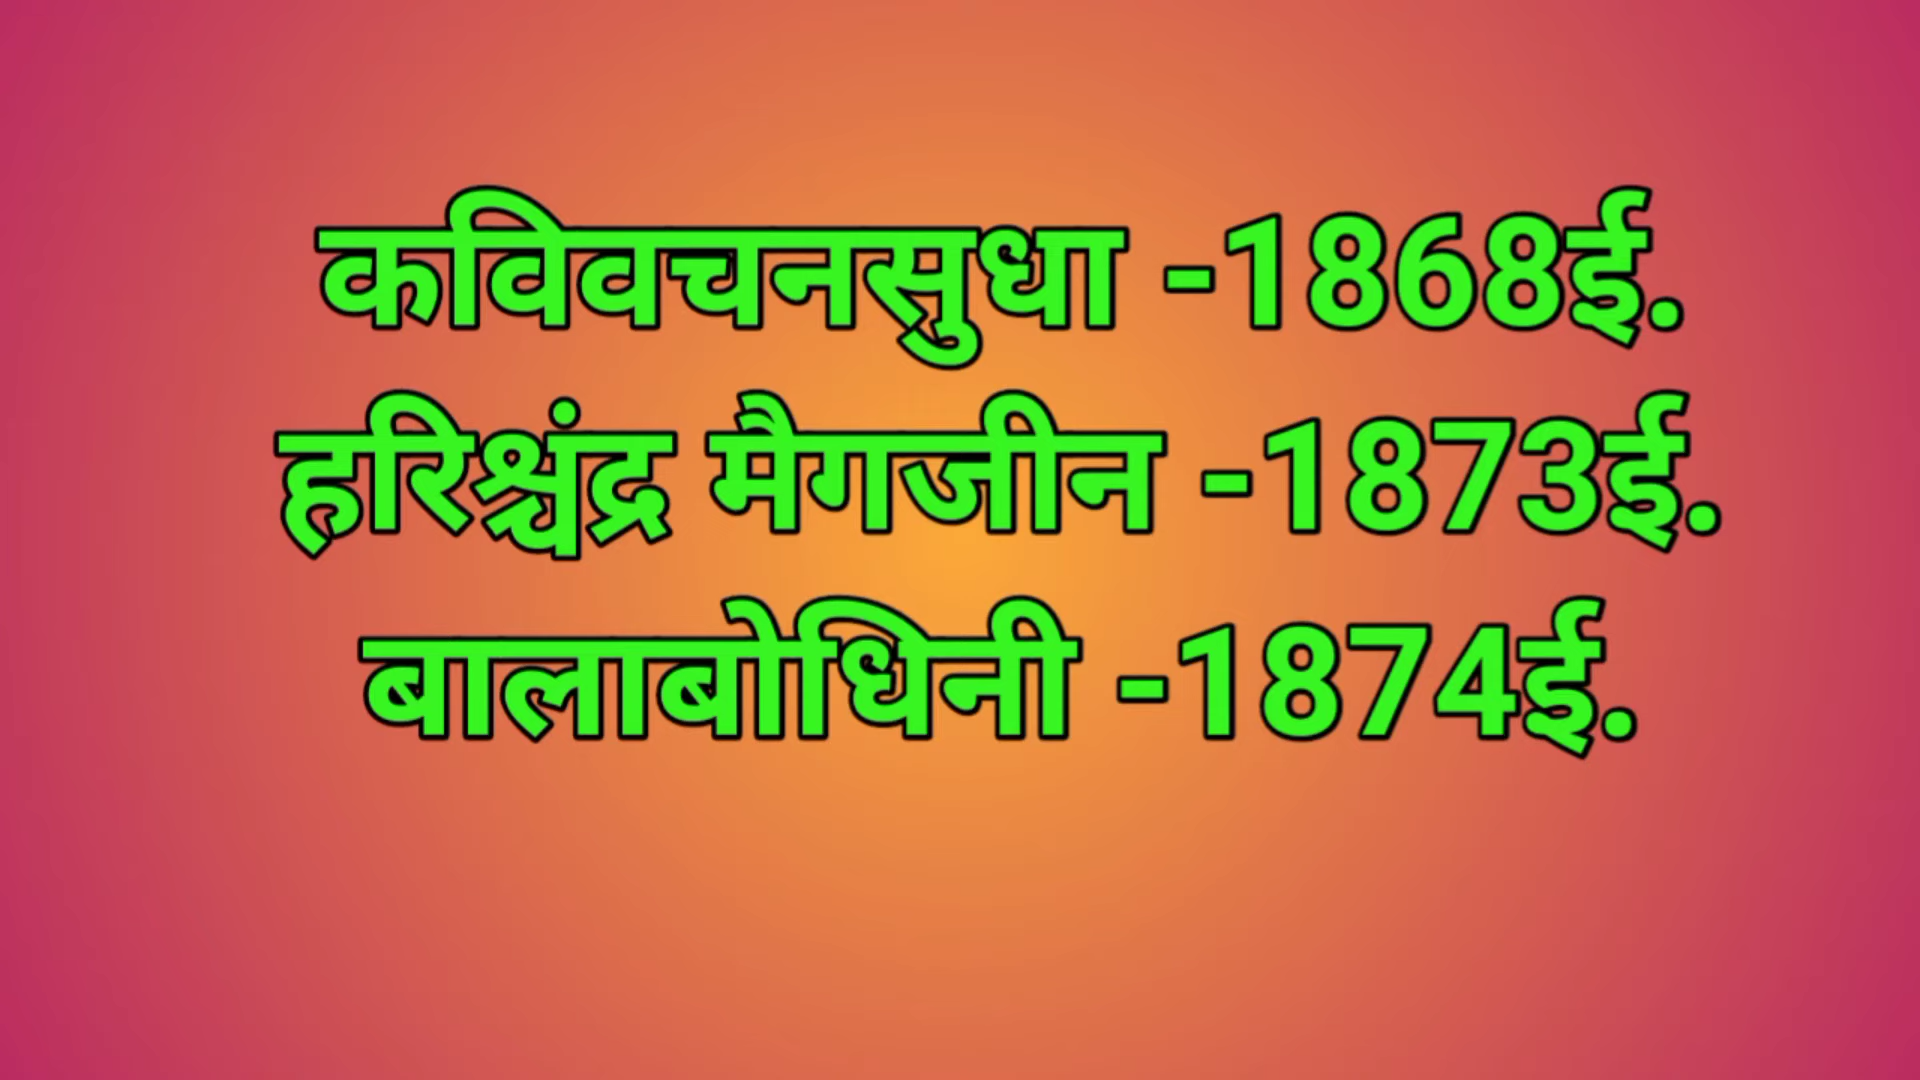 कविवचनसुधा -1868ई.
हरिश्चंद्र मैगजीन -1873ई.
बालाबोधिनी -1874ई.